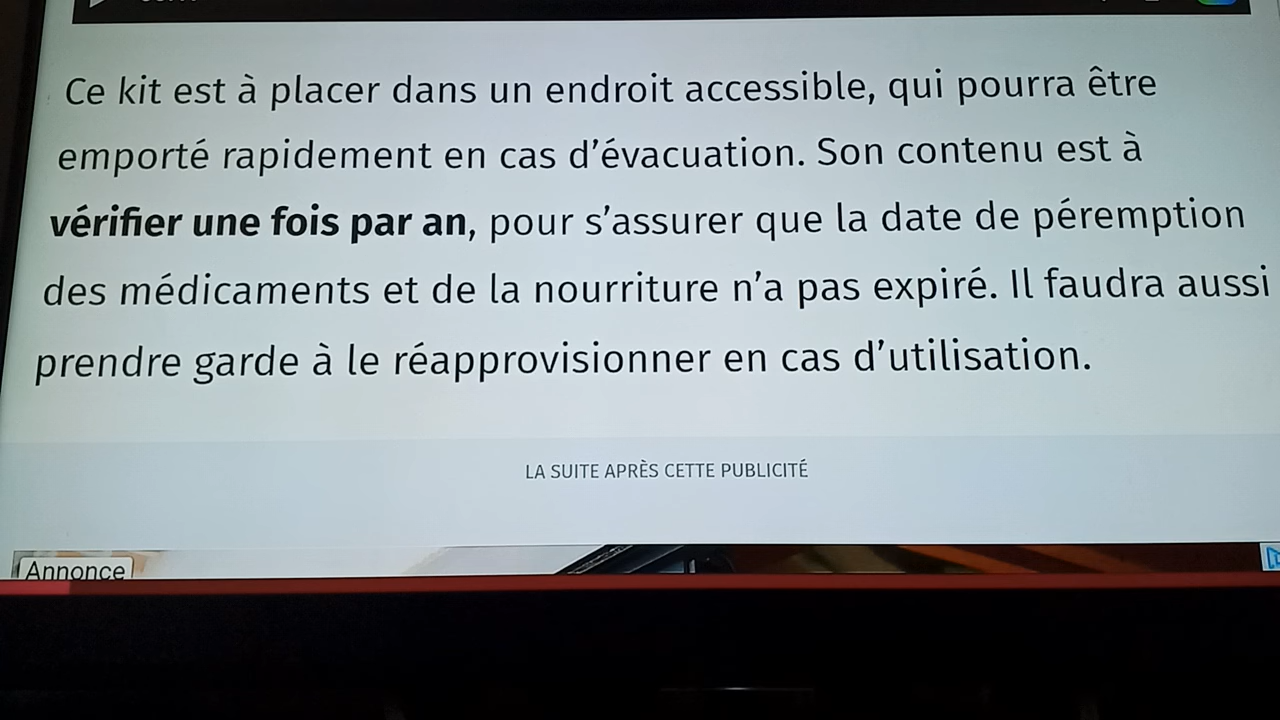 Ce kit est à placer dans un endroit accessible, qui pourra être
emporté rapidement en cas d'évacuation. Son contenu est à
vérifier une fois par an, pour s'assurer que la date de péremption
des médicaments et de la nourriture n'a pas expiré. Il faudra aussi
prendre garde à le réapprovisionner en cas d'utilisation.
LA SUITE APRÈS CETTE PUBLICITÉ
Annonce